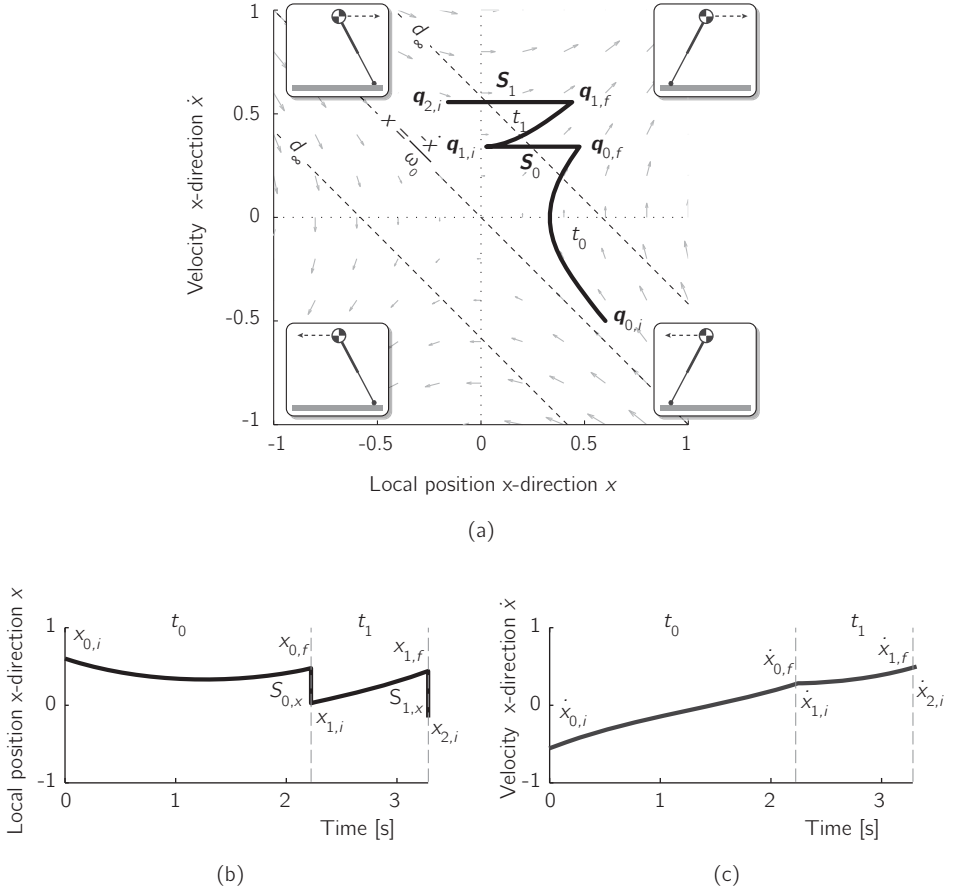 1
d∞
S1
q2,i
q1,f
0.5
t1
x = −ẋ/ω0
q1,i
q0,f
S0
d∞
Velocity x-direction ẋ
0
t0
-0.5
q0,i
-1
-1 -0.5 0 0.5 1
Local position x-direction x
(a)
Local position x-direction x
1
t0
t1
x0,i
x0,f
x1,f
0
S0,x
S1,x
x1,i
x2,i
-1
0 1 2 3
Time [s]
(b)
Velocity x-direction ẋ
1
t0
t1
ẋ0,f
ẋ1,f
0
ẋ0,i
ẋ1,i
ẋ2,i
-1
0 1 2 3
Time [s]
(c)